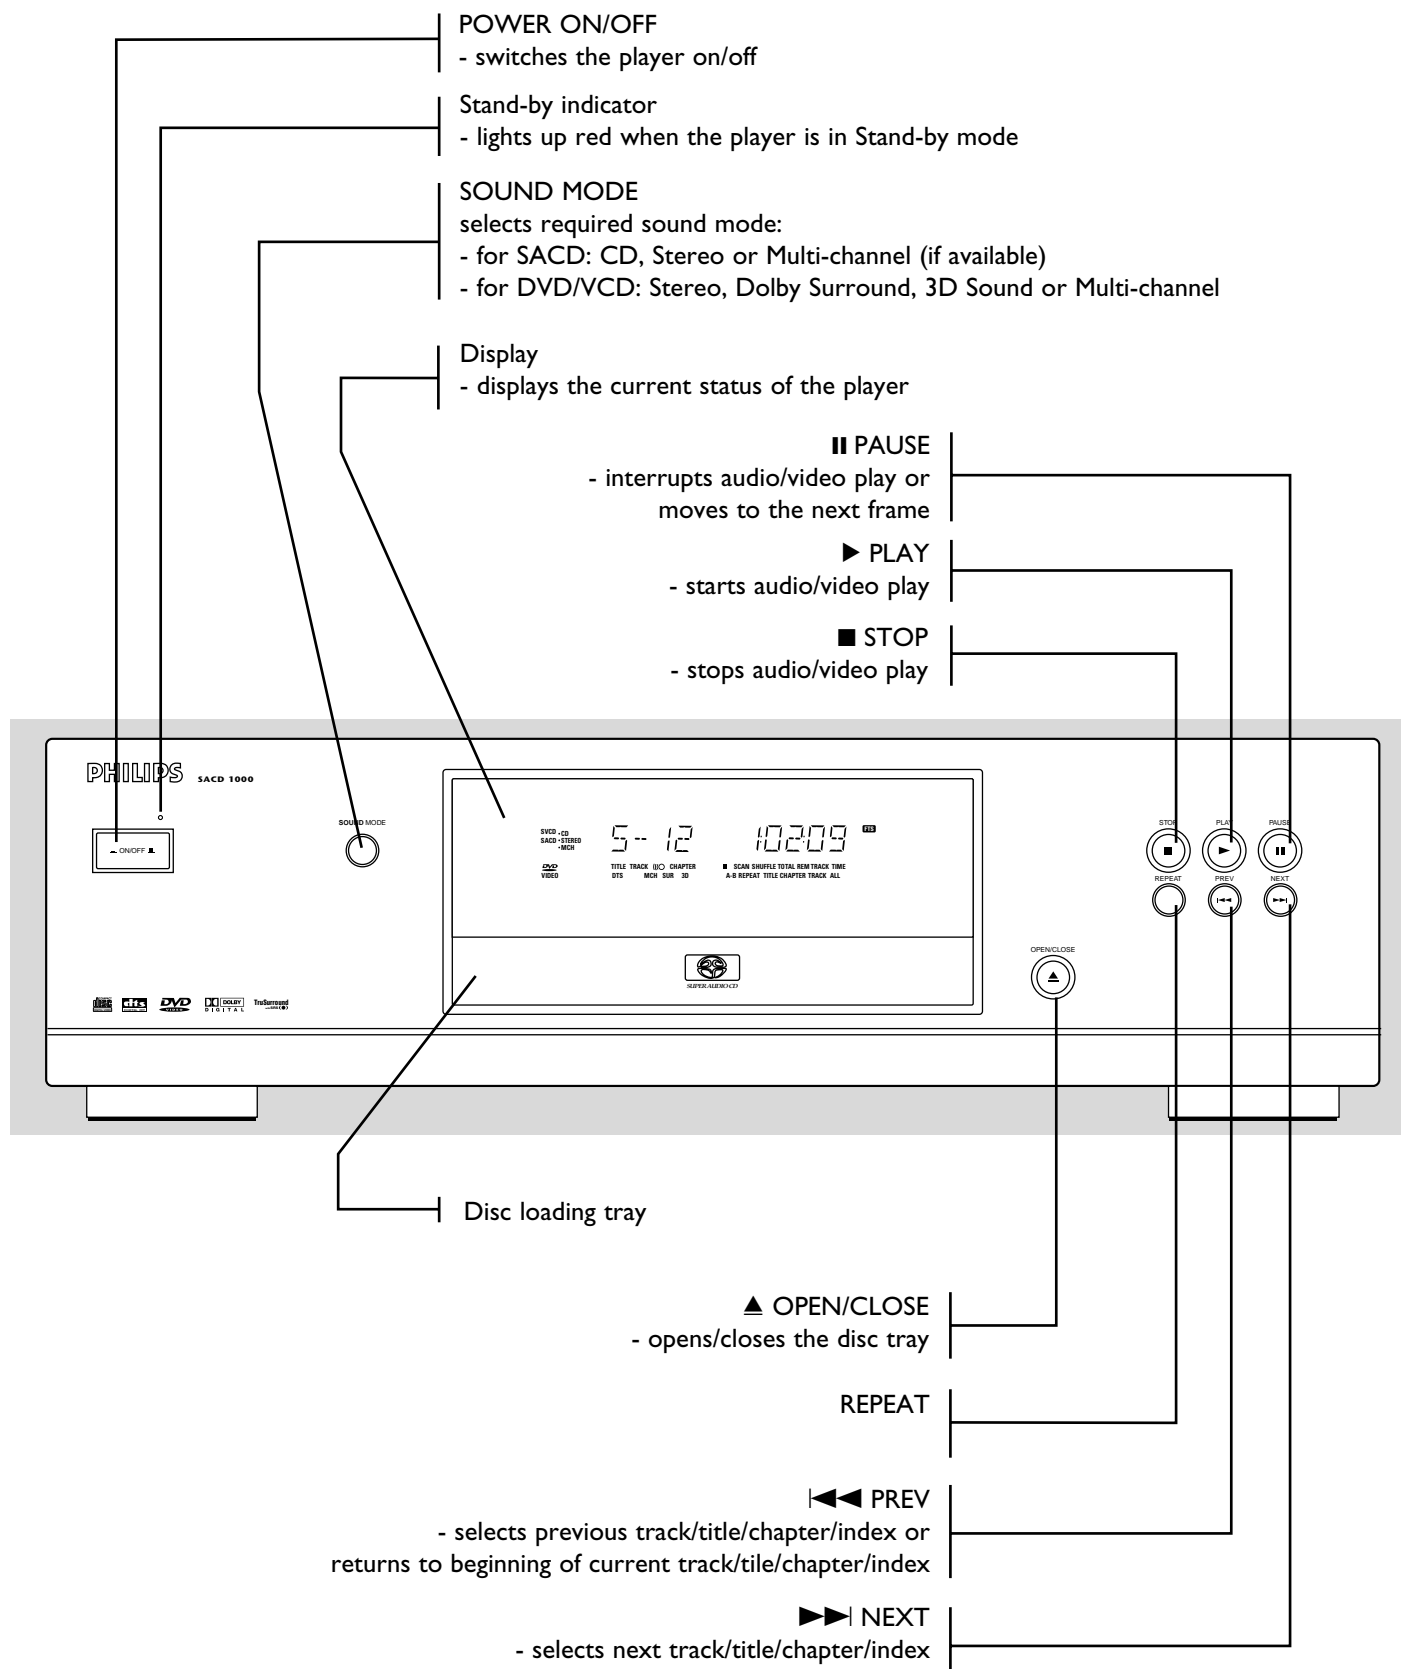 POWER ON/OFF
- switches the player on/off
Stand-by indicator
- lights up red when the player is in Stand-by mode
SOUND MODE
selects required sound mode:
- for SACD: CD, Stereo or Multi-channel (if available)
- for DVD/VCD: Stereo, Dolby Surround, 3D Sound or Multi-channel
Display
- displays the current status of the player
PAUSE
- interrupts audio/video play or
moves to the next frame
▶ PLAY
- starts audio/video play
■ STOP
- stops audio/video play
PHILIPS SACD 1000
ON/OFF
SOUND MODE
SVCD • CD
SACD • STEREO
• MCH
DVD
VIDEO
5- 12
10209
FTS
TITLE TRACK CHAPTER
DTS MCH SUR 3D
SCAN SHUFFLE TOTAL REM TRACK TIME
A-B REPEAT TITLE CHAPTER TRACK ALL
STOP PLAY PAUSE
REPEAT PREV NEXT
OPEN/CLOSE
SUPER AUDIO CD
disc
dts
DVD
VIDEO
DOLBY
DIGITAL
TruSurround
Disc loading tray
OPEN/CLOSE
- opens/closes the disc tray
REPEAT
PREV
- selects previous track/title/chapter/index or
returns to beginning of current track/tile/chapter/index
NEXT
- selects next track/title/chapter/index